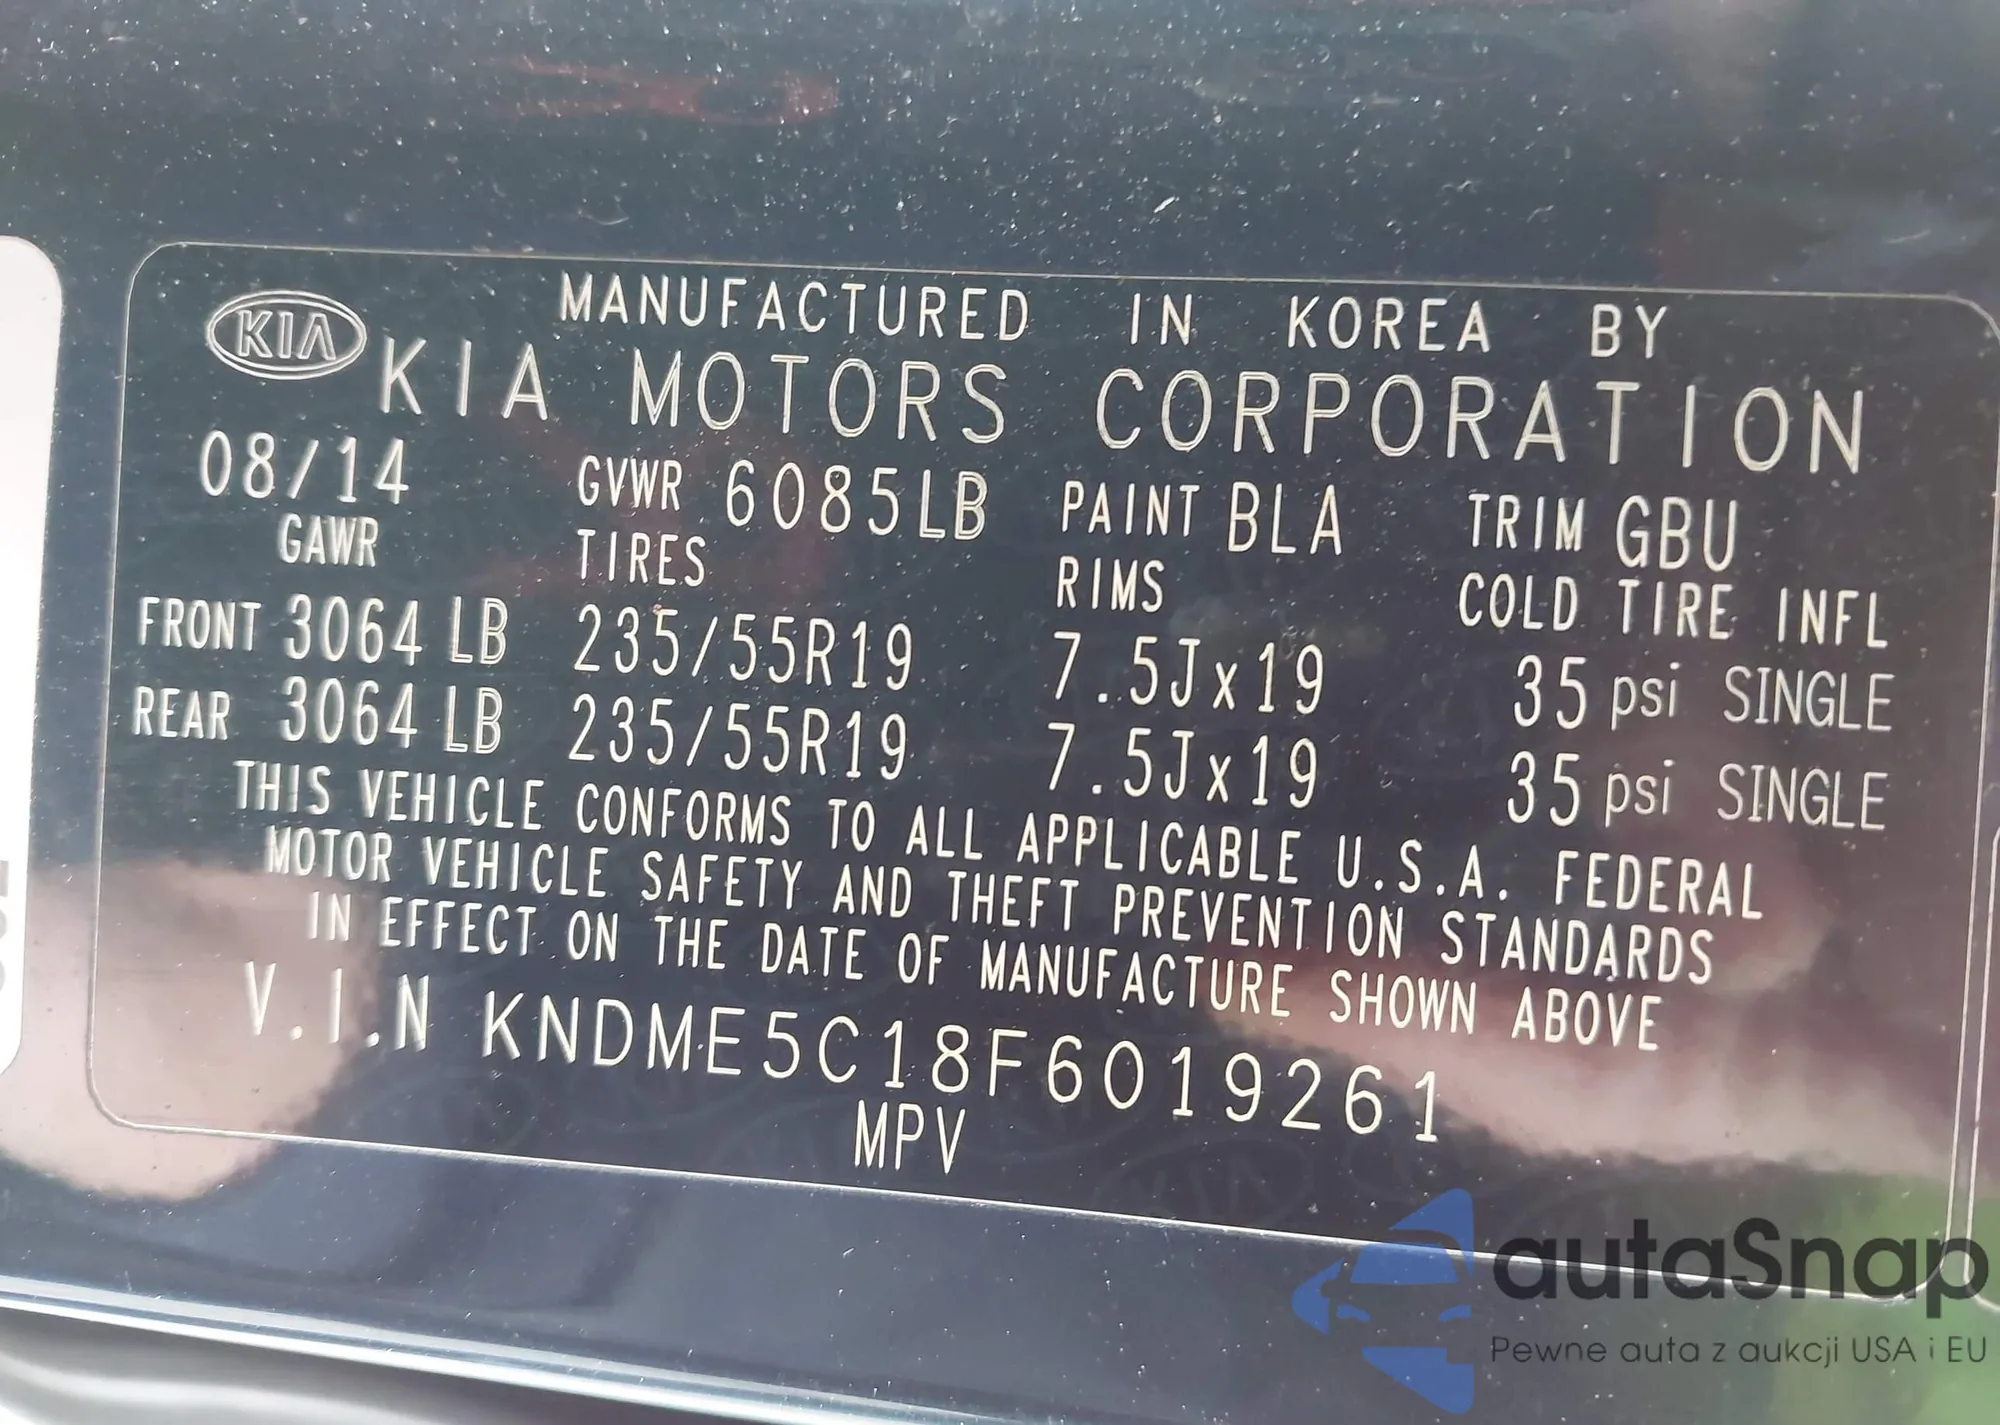 MANUFACTURED IN KOREA BY
KIA KIA MOTORS CORPORATION
08/14 GVWR 6085LB PAINT BLA TRIM GBU
GAWR TIRES RIMS COLD TIRE INFL
FRONT 3064 LB 235/55R19 7.5Jx19 35 psi SINGLE
REAR 3064 LB 235/55R19 7.5Jx19 35 psi SINGLE
THIS VEHICLE CONFORMS TO ALL APPLICABLE U.S.A. FEDERAL
MOTOR VEHICLE SAFETY AND THEFT PREVENTION STANDARDS
IN EFFECT ON THE DATE OF MANUFACTURE SHOWN ABOVE
V.I.N KNDME5C18F6019261
MPV
autaSnap
Pewne auta z aukcji USA i EU